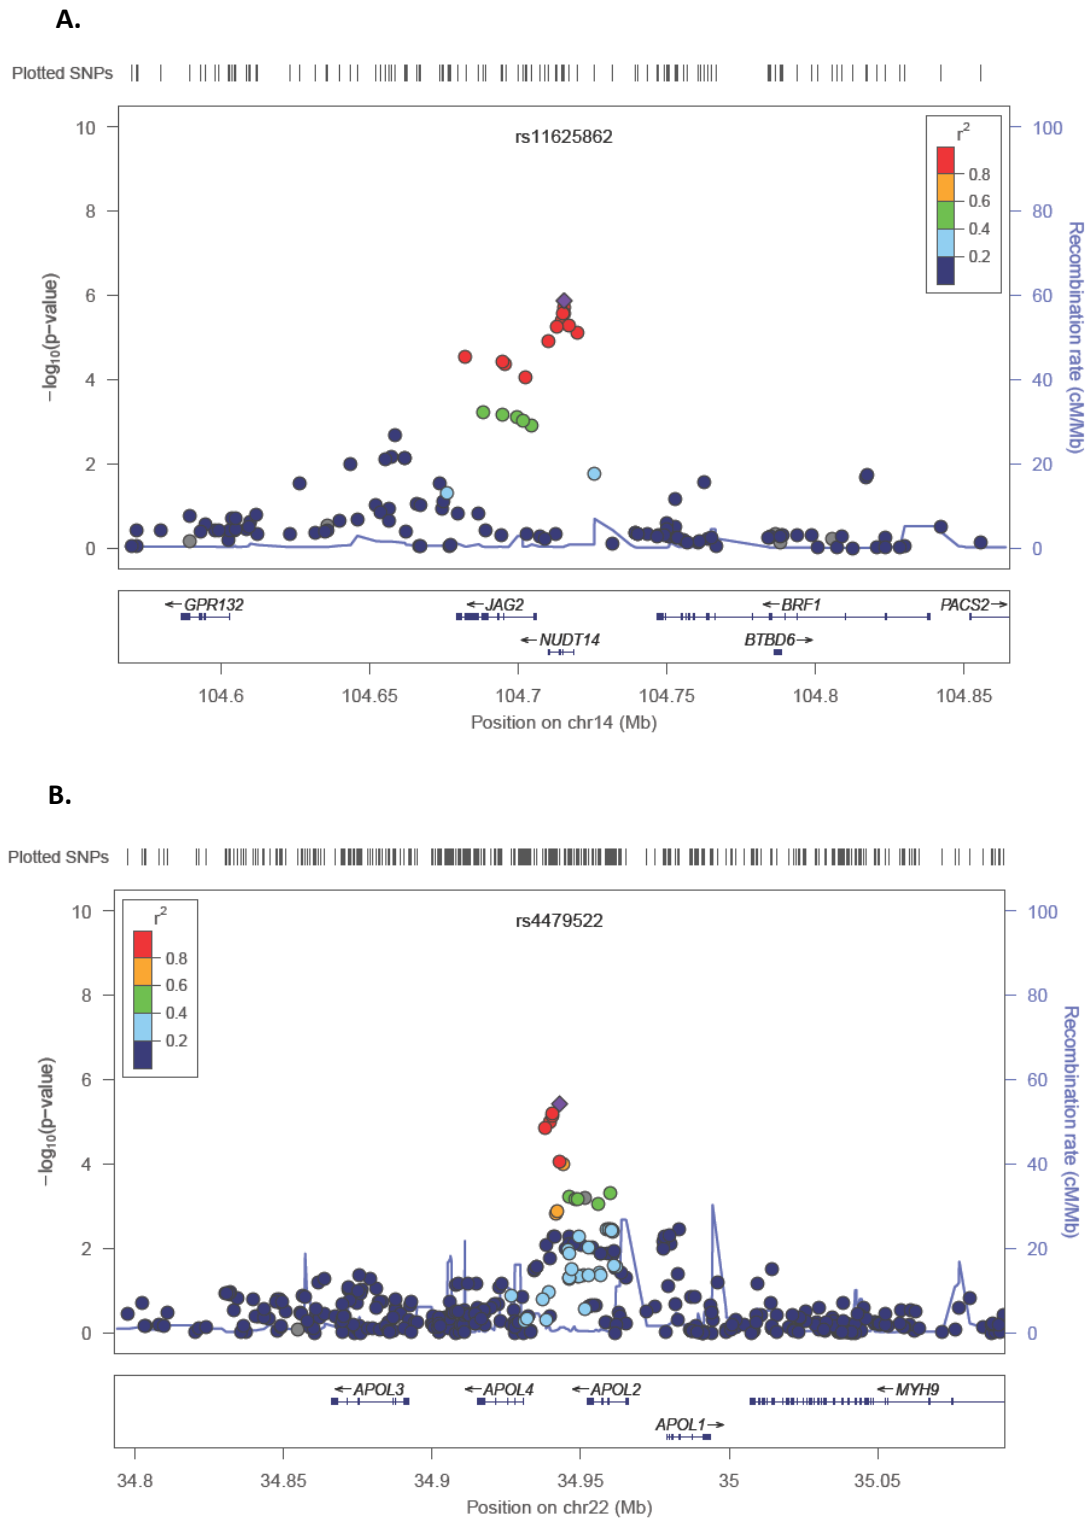 A.
Plotted SNPs
rs11625862
r2
0.8
0.6
0.4
0.2
10
8
6
4
2
0
−log10(p−value)
100
80
60
40
20
0
Recombination rate (cM/Mb)
←GPR132
←JAG2
←BRF1
PACS2→
←NUDT14
BTBD6→
104.6 104.65 104.7 104.75 104.8 104.85
Position on chr14 (Mb)
B.
Plotted SNPs
rs4479522
r2
0.8
0.6
0.4
0.2
10
8
6
4
2
0
−log10(p−value)
100
80
60
40
20
0
Recombination rate (cM/Mb)
←APOL3
←APOL4
←APOL2
←MYH9
APOL1→
34.8 34.85 34.9 34.95 35 35.05
Position on chr22 (Mb)